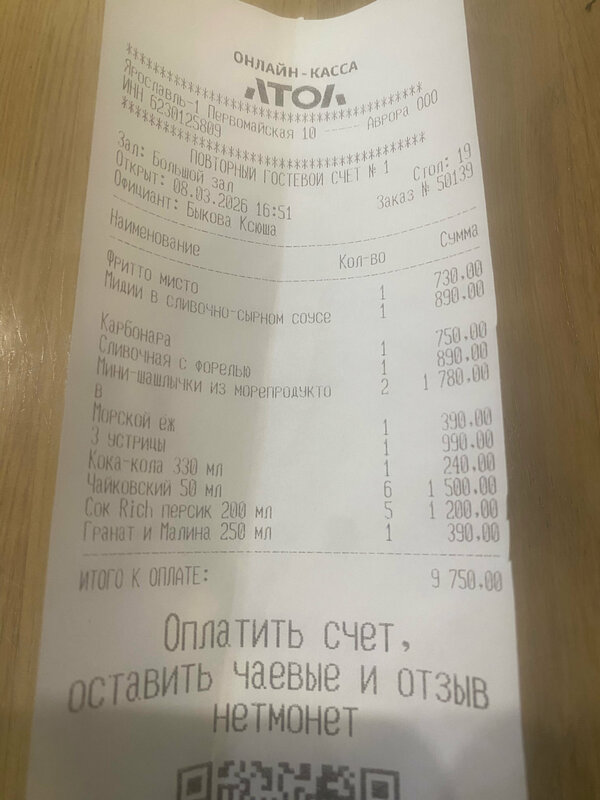 ОНЛАЙН-КАССА
АТОЛ
************************************
Ярославль-1 Первомайская 10 ----- Аврора ООО
ИНН 6230125809
************************************
ПОВТОРНЫЙ ГОСТЕВОЙ СЧЕТ № 1
Зал: Большой зал Стол: 19
Открыт: 08.03.2026 16:51 Заказ № 50139
Официант: Быкова Ксюша
Наименование Кол-во Сумма
Фритто мисто 1 730.00
Мидии в сливочно-сырном соусе 1 890.00
Карбонара 1 750.00
Сливочная с форелью 1 890.00
Мини-шашлычки из морепродукто 2 1 780.00
в
Морской ёж 1 390.00
3 устрицы 1 990.00
Кока-кола 330 мл 1 240.00
Чайковский 50 мл 6 1 500.00
Сок Rich персик 200 мл 5 1 200.00
Гранат и Малина 250 мл 1 390.00
ИТОГО К ОПЛАТЕ: 9 750.00
Оплатить счет,
оставить чаевые и отзыв
нетмонет